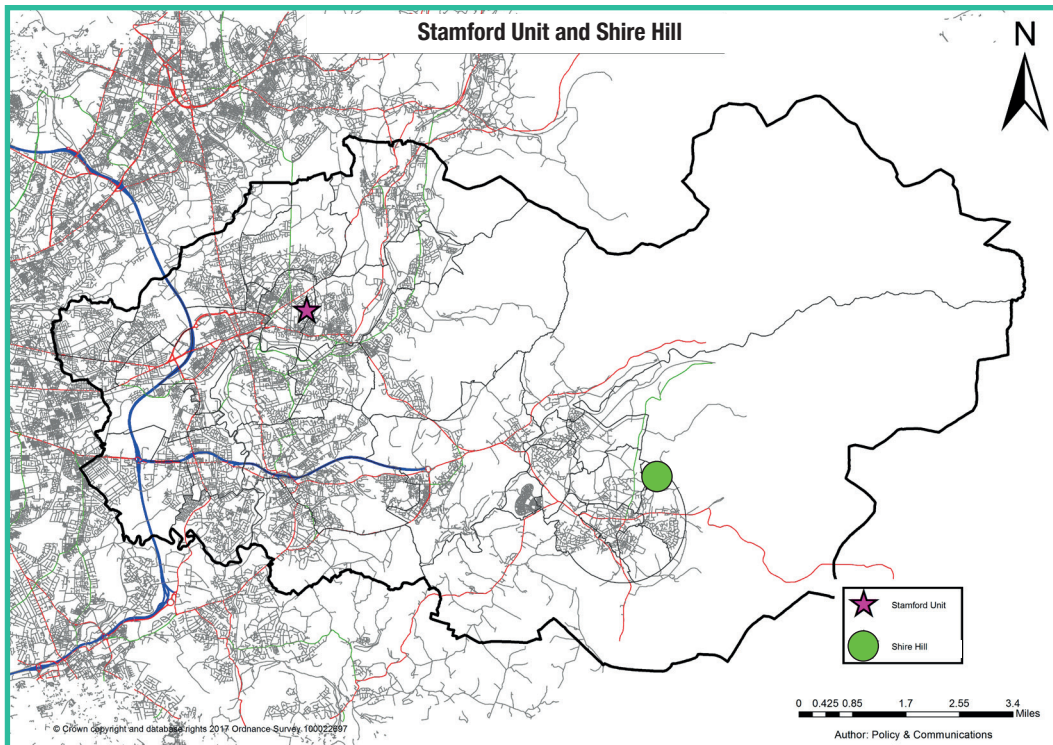 Stamford Unit and Shire Hill
N
Stamford Unit
Shire Hill
0 0.425 0.85 1.7 2.55 3.4
Miles
© Crown copyright and database rights 2017 Ordnance Survey 100022697
Author: Policy & Communications